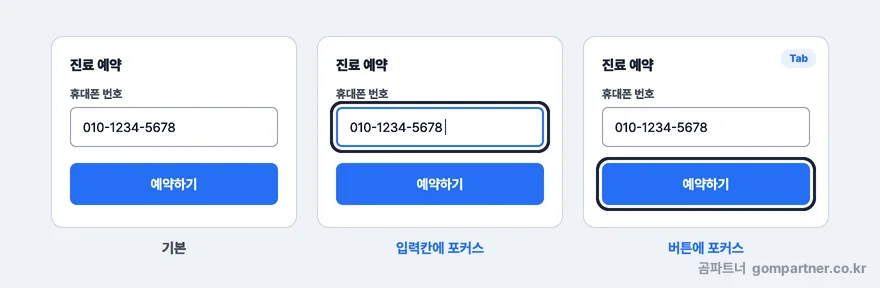 진료 예약
휴대폰 번호
010-1234-5678
예약하기
기본
진료 예약
휴대폰 번호
010-1234-5678
예약하기
입력칸에 포커스
진료 예약
Tab
휴대폰 번호
010-1234-5678
예약하기
버튼에 포커스
곰파트너 gompartner.co.kr